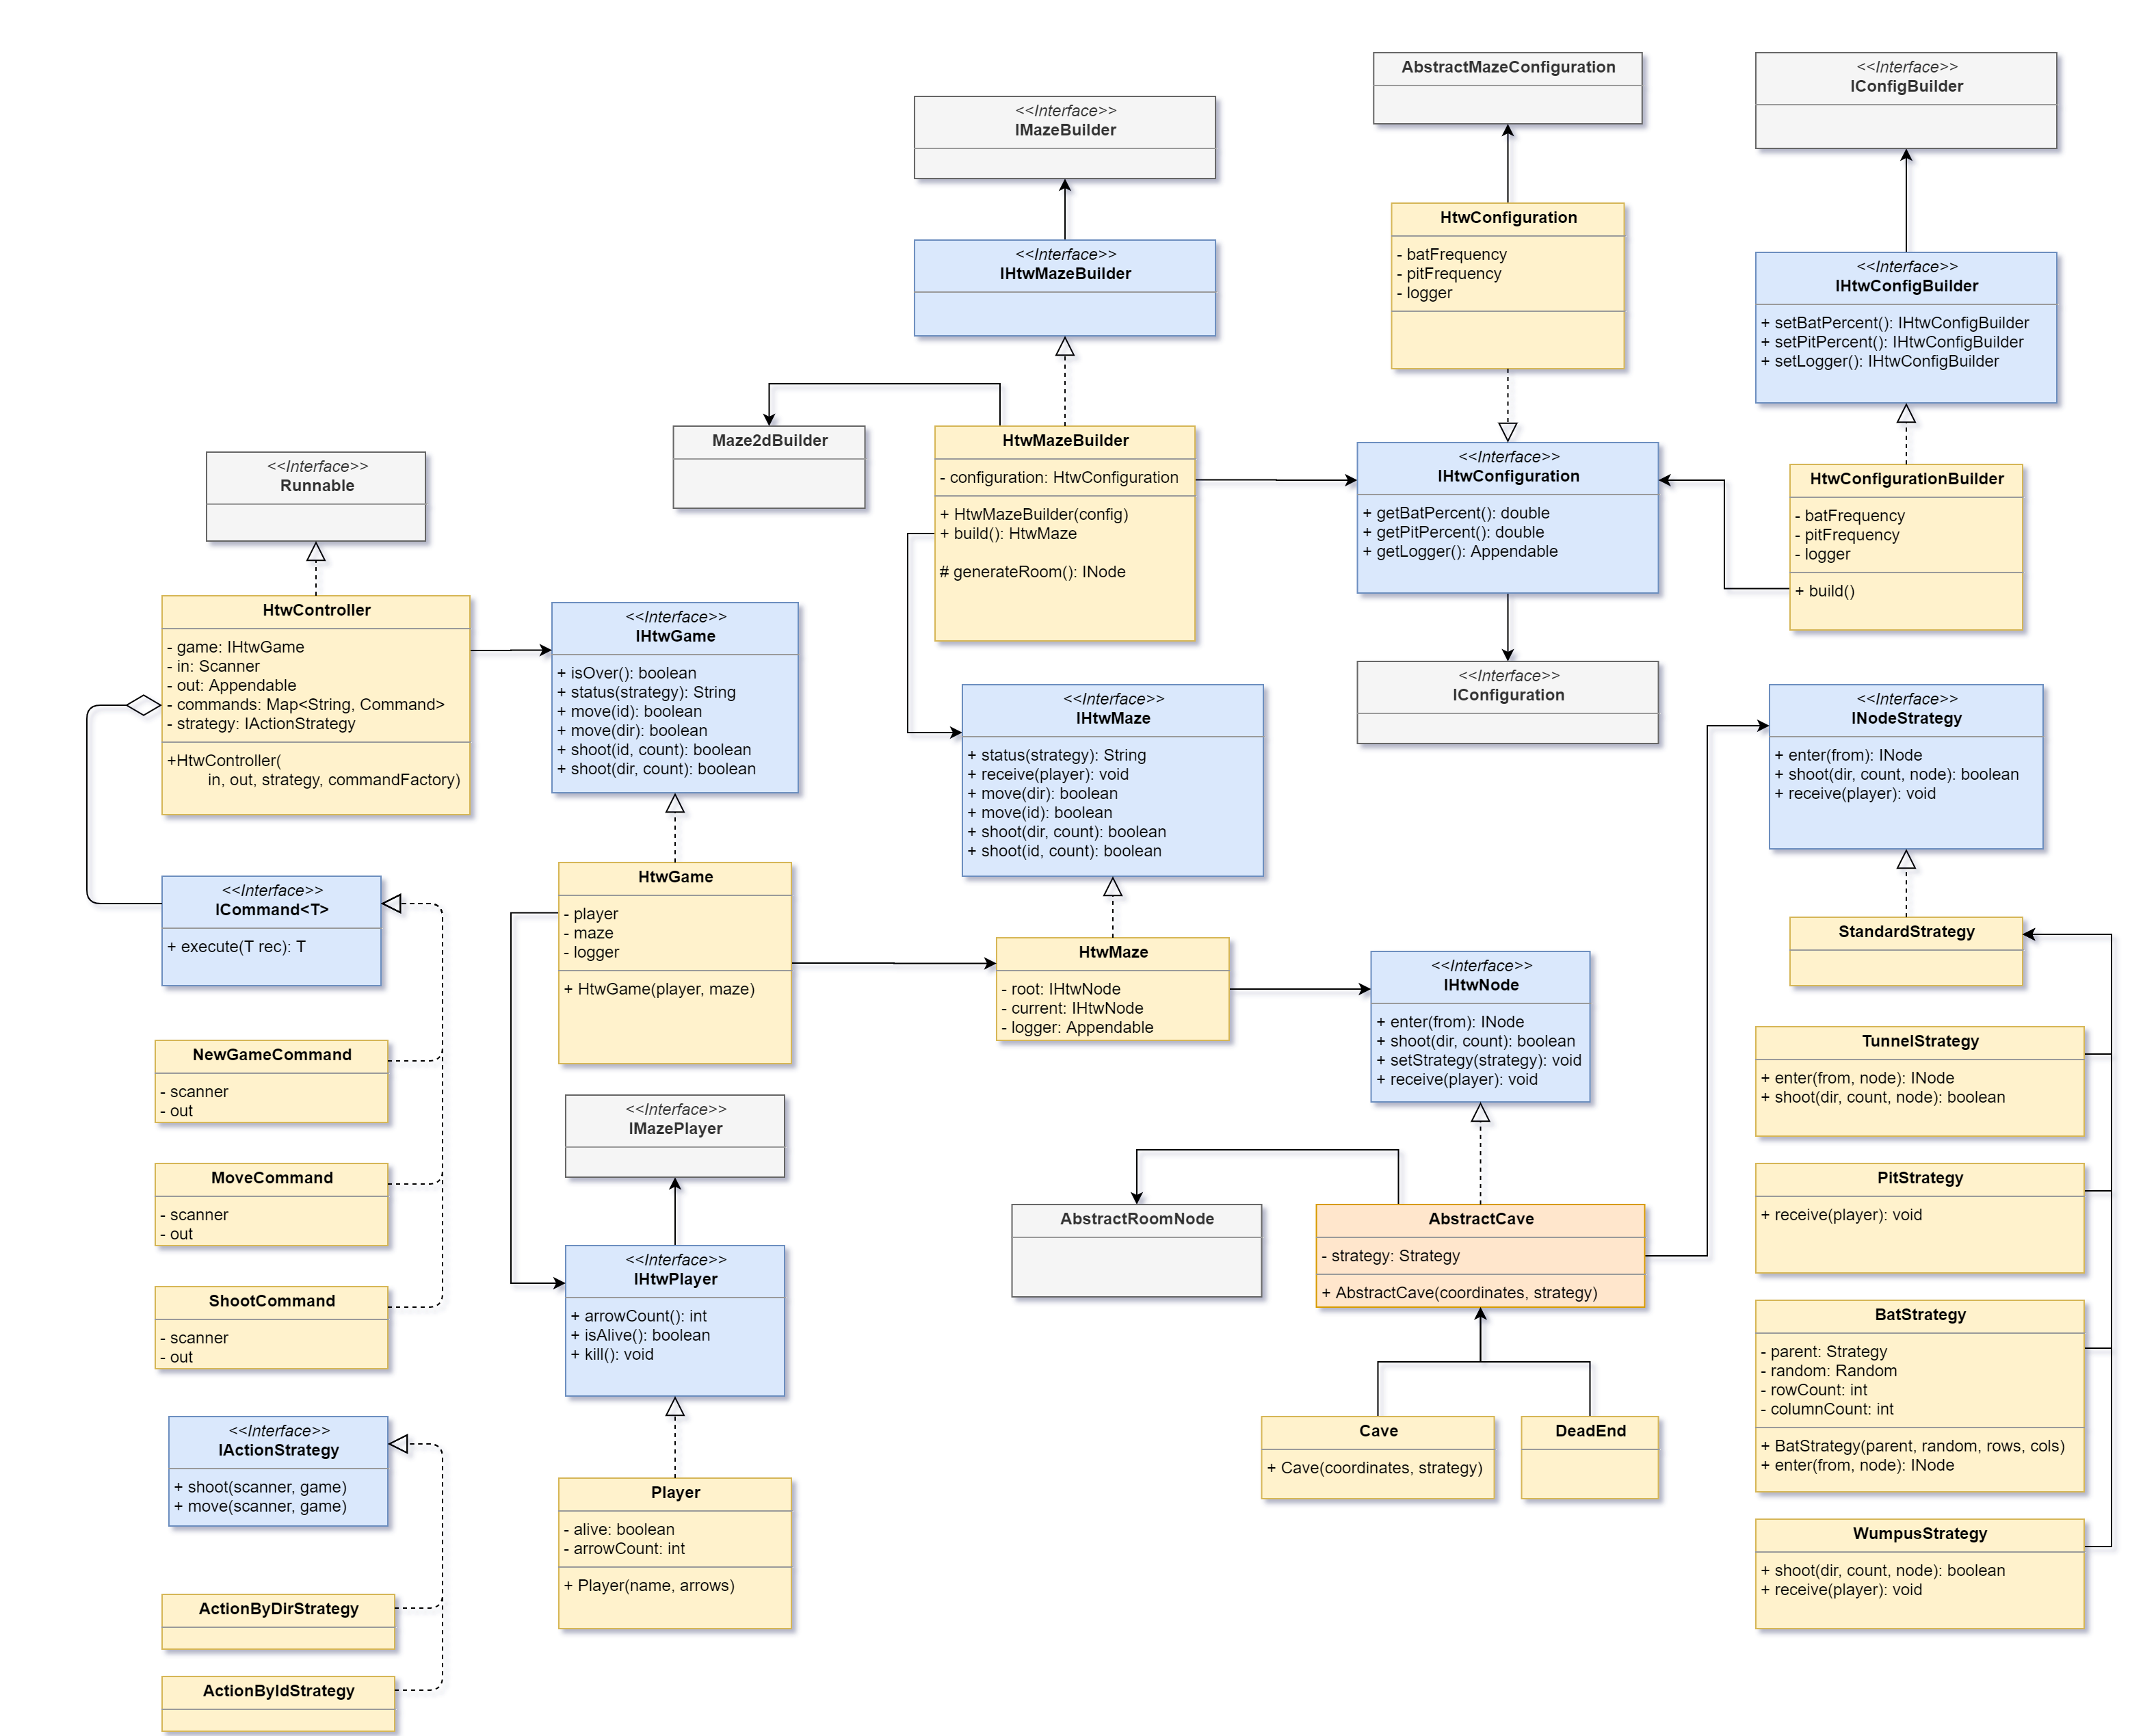 <<Interface>>
IMazeBuilder
AbstractMazeConfiguration
<<Interface>>
IConfigBuilder
<<Interface>>
IHtwMazeBuilder
HtwConfiguration
- batFrequency
- pitFrequency
- logger
<<Interface>>
IHtwConfigBuilder
+ setBatPercent(): IHtwConfigBuilder
+ setPitPercent(): IHtwConfigBuilder
+ setLogger(): IHtwConfigBuilder
Maze2dBuilder
HtwMazeBuilder
- configuration: HtwConfiguration
+ HtwMazeBuilder(config)
+ build(): HtwMaze
# generateRoom(): INode
<<Interface>>
IHtwConfiguration
+ getBatPercent(): double
+ getPitPercent(): double
+ getLogger(): Appendable
HtwConfigurationBuilder
- batFrequency
- pitFrequency
- logger
+ build()
<<Interface>>
Runnable
HtwController
- game: IHtwGame
- in: Scanner
- out: Appendable
- commands: Map<String, Command>
- strategy: IActionStrategy
+HtwController(
in, out, strategy, commandFactory)
<<Interface>>
IHtwGame
+ isOver(): boolean
+ status(strategy): String
+ move(id): boolean
+ move(dir): boolean
+ shoot(id, count): boolean
+ shoot(dir, count): boolean
<<Interface>>
IHtwMaze
+ status(strategy): String
+ receive(player): void
+ move(dir): boolean
+ move(id): boolean
+ shoot(dir, count): boolean
+ shoot(id, count): boolean
<<Interface>>
IConfiguration
<<Interface>>
INodeStrategy
+ enter(from): INode
+ shoot(dir, count, node): boolean
+ receive(player): void
<<Interface>>
ICommand<T>
+ execute(T rec): T
HtwGame
- player
- maze
- logger
+ HtwGame(player, maze)
HtwMaze
- root: IHtwNode
- current: IHtwNode
- logger: Appendable
<<Interface>>
IHtwNode
+ enter(from): INode
+ shoot(dir, count): boolean
+ setStrategy(strategy): void
+ receive(player): void
StandardStrategy
NewGameCommand
- scanner
- out
TunnelStrategy
+ enter(from, node): INode
+ shoot(dir, count, node): boolean
<<Interface>>
IMazePlayer
MoveCommand
- scanner
- out
PitStrategy
+ receive(player): void
AbstractRoomNode
AbstractCave
- strategy: Strategy
+ AbstractCave(coordinates, strategy)
<<Interface>>
IHtwPlayer
+ arrowCount(): int
+ isAlive(): boolean
+ kill(): void
ShootCommand
- scanner
- out
BatStrategy
- parent: Strategy
- random: Random
- rowCount: int
- columnCount: int
+ BatStrategy(parent, random, rows, cols)
+ enter(from, node): INode
<<Interface>>
IActionStrategy
+ shoot(scanner, game)
+ move(scanner, game)
Cave
+ Cave(coordinates, strategy)
DeadEnd
Player
- alive: boolean
- arrowCount: int
+ Player(name, arrows)
WumpusStrategy
+ shoot(dir, count, node): boolean
+ receive(player): void
ActionByDirStrategy
ActionByIdStrategy